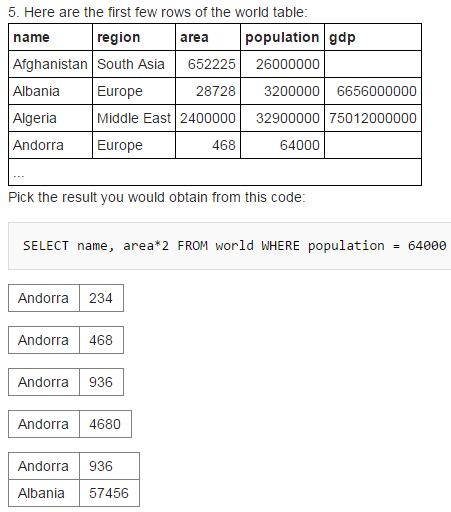 5. Here are the first few rows of the world table:
name region area population gdp
Afghanistan South Asia 652225 26000000
Albania Europe 28728 3200000 6656000000
Algeria Middle East 2400000 32900000 75012000000
Andorra Europe 468 64000
...
Pick the result you would obtain from this code:
SELECT name, area*2 FROM world WHERE population = 64000
Andorra 234
Andorra 468
Andorra 936
Andorra 4680
Andorra 936
Albania 57456